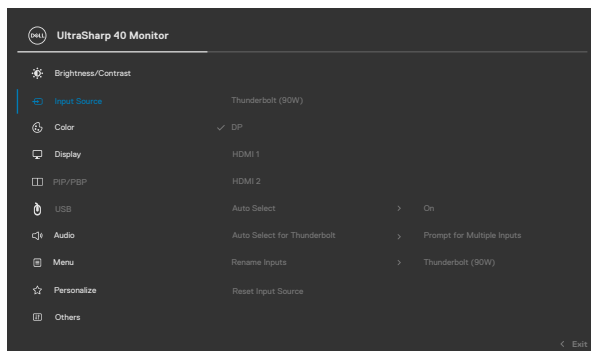 DELL UltraSharp 40 Monitor
Brightness/Contrast
Input Source Thunderbolt (90W)
Color DP
Display HDMI 1
PIP/PBP HDMI 2
USB Auto Select > On
Audio Auto Select for Thunderbolt > Prompt for Multiple Inputs
Menu Rename Inputs > Thunderbolt (90W)
Personalize Reset Input Source
Others
< Exit